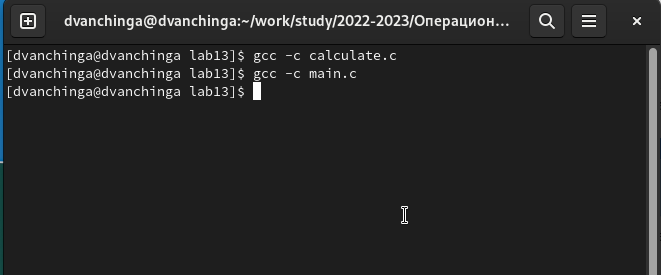 dvanchinga@dvanchinga:~/work/study/2022-2023/Операцион...
[dvanchinga@dvanchinga lab13]$ gcc -c calculate.c
[dvanchinga@dvanchinga lab13]$ gcc -c main.c
[dvanchinga@dvanchinga lab13]$